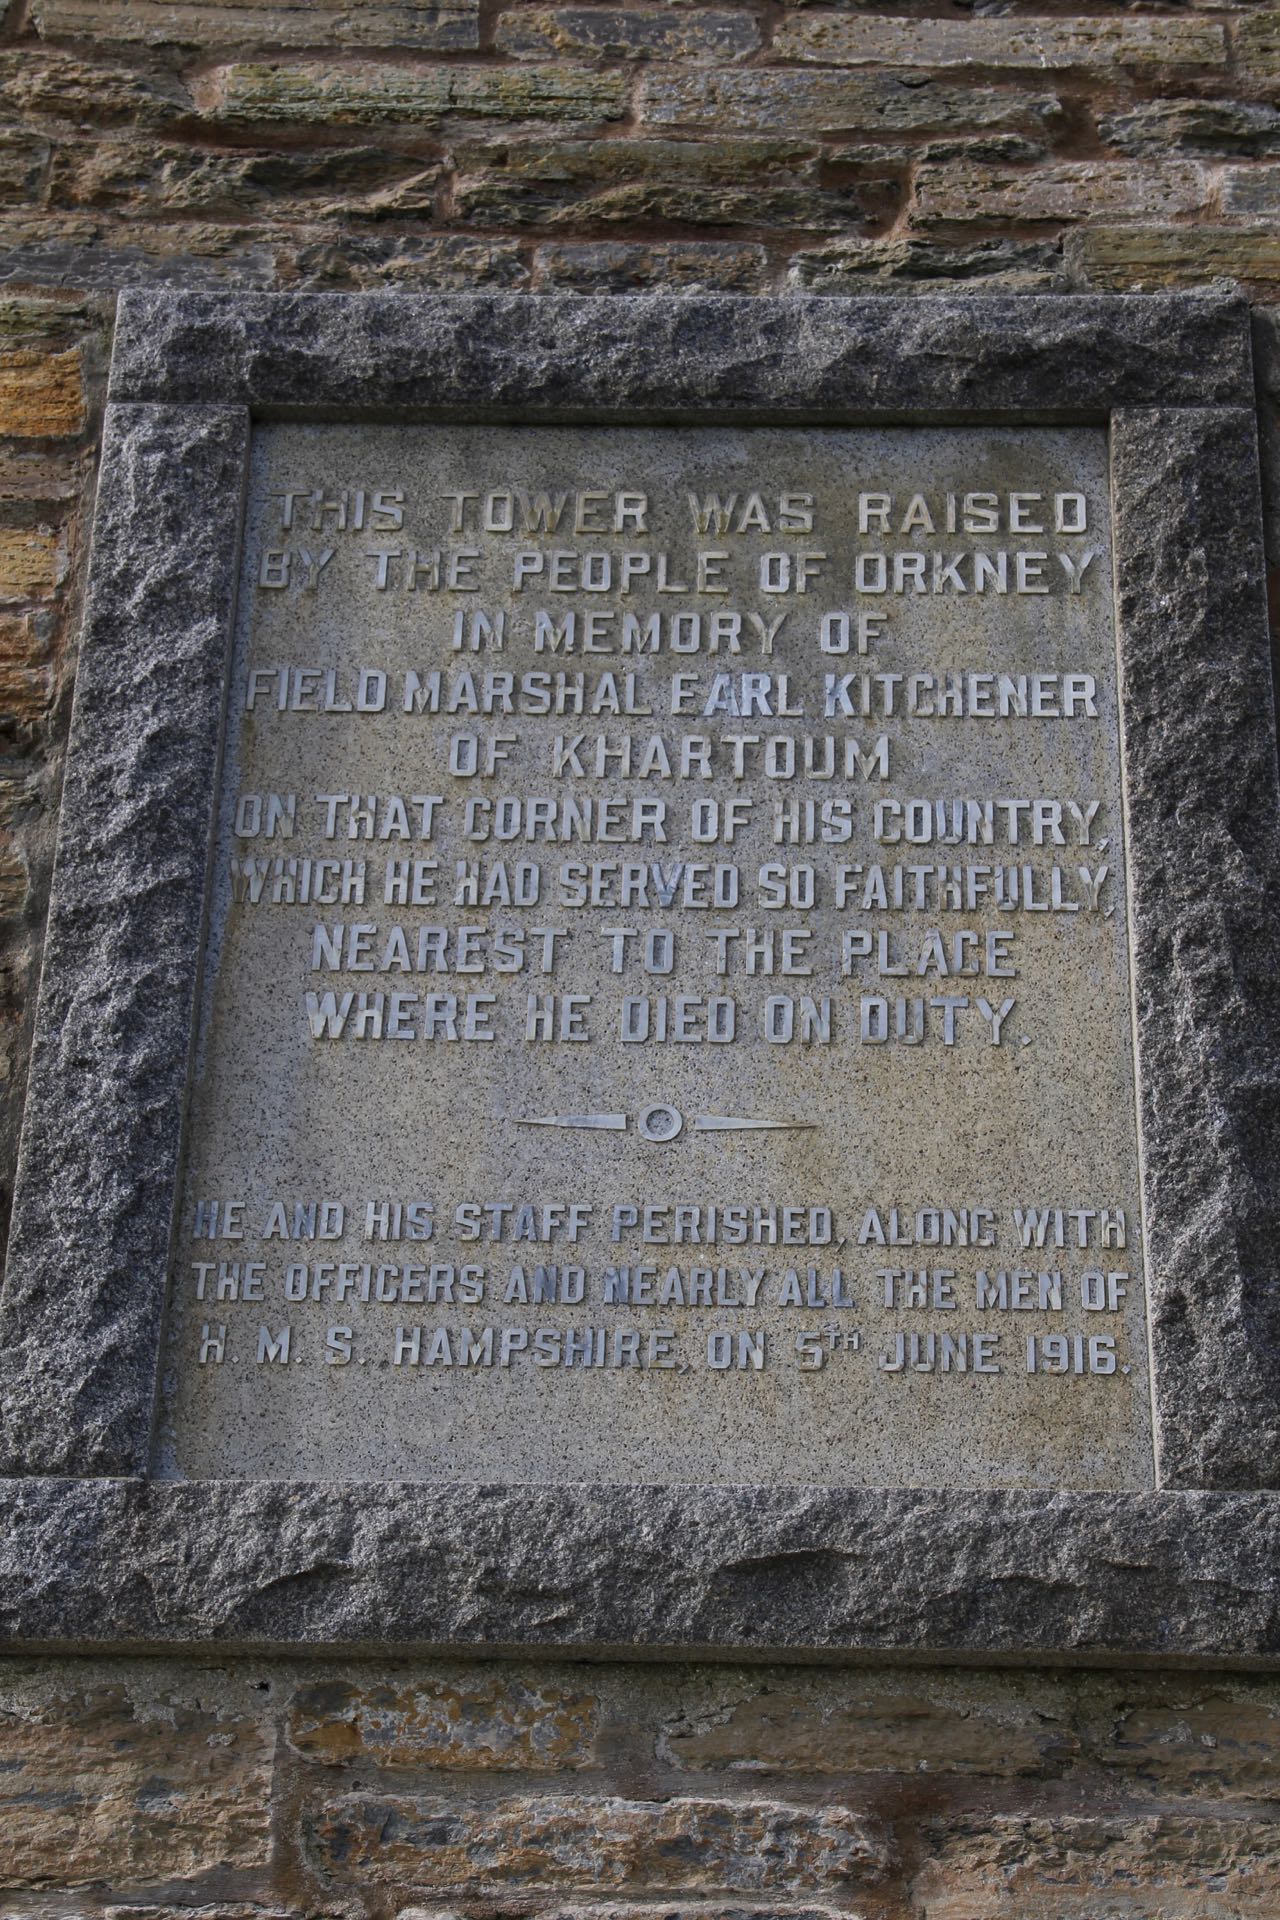 THIS TOWER WAS RAISED
BY THE PEOPLE OF ORKNEY
IN MEMORY OF
FIELD MARSHAL EARL KITCHENER
OF KHARTOUM
ON THAT CORNER OF HIS COUNTRY,
WHICH HE HAD SERVED SO FAITHFULLY,
NEAREST TO THE PLACE
WHERE HE DIED ON DUTY.
HE AND HIS STAFF PERISHED, ALONG WITH
THE OFFICERS AND NEARLY ALL THE MEN OF
H. M. S. HAMPSHIRE, ON 5TH JUNE 1916.